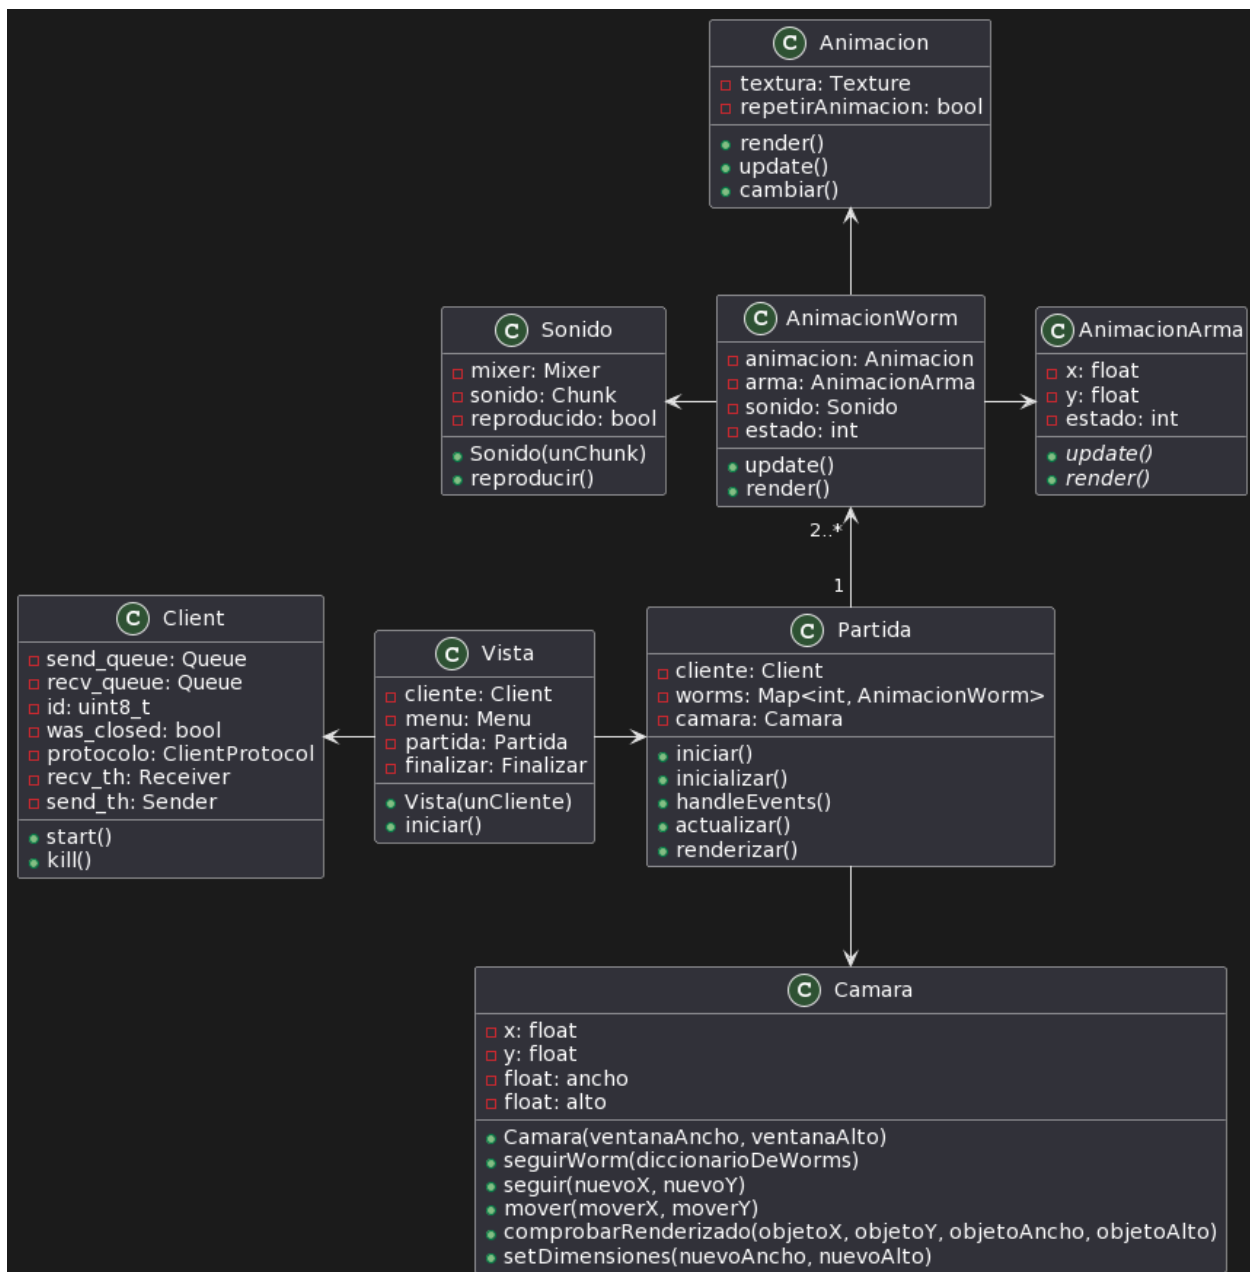 C Animacion
textura: Texture
repetirAnimacion: bool
render()
update()
cambiar()
C Sonido
mixer: Mixer
sonido: Chunk
reproducido: bool
Sonido(unChunk)
reproducir()
C AnimacionWorm
animacion: Animacion
arma: AnimacionArma
sonido: Sonido
estado: int
update()
render()
C AnimacionArma
x: float
y: float
estado: int
update()
render()
2..*
1
C Client
send_queue: Queue
recv_queue: Queue
id: uint8_t
was_closed: bool
protocolo: ClientProtocol
recv_th: Receiver
send_th: Sender
start()
kill()
C Vista
cliente: Client
menu: Menu
partida: Partida
finalizar: Finalizar
Vista(unCliente)
iniciar()
C Partida
cliente: Client
worms: Map<int, AnimacionWorm>
camara: Camara
iniciar()
inicializar()
handleEvents()
actualizar()
renderizar()
C Camara
x: float
y: float
float: ancho
float: alto
Camara(ventanaAncho, ventanaAlto)
seguirWorm(diccionarioDeWorms)
seguir(nuevoX, nuevoY)
mover(moverX, moverY)
comprobarRenderizado(objetoX, objetoY, objetoAncho, objetoAlto)
setDimensiones(nuevoAncho, nuevoAlto)